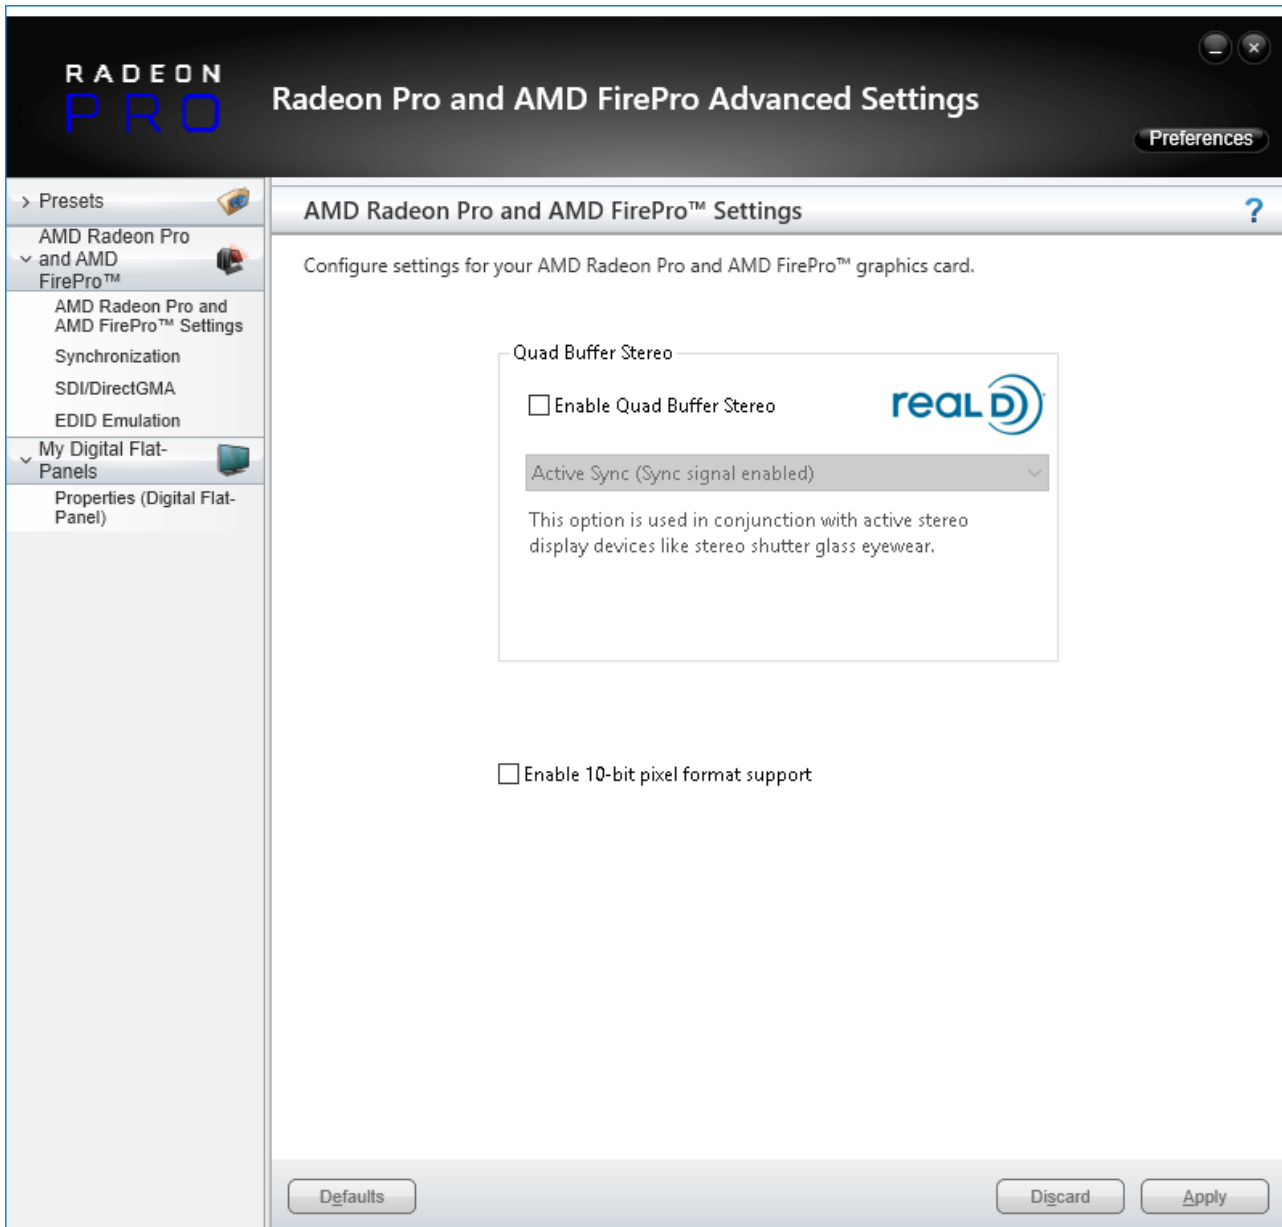 RADEON
PRO
Radeon Pro and AMD FirePro Advanced Settings
Preferences
Presets
AMD Radeon Pro
and AMD
FirePro™
AMD Radeon Pro and
AMD FirePro™ Settings
Synchronization
SDI/DirectGMA
EDID Emulation
My Digital Flat-
Panels
Properties (Digital Flat-
Panel)
AMD Radeon Pro and AMD FirePro™ Settings
?
Configure settings for your AMD Radeon Pro and AMD FirePro™ graphics card.
Quad Buffer Stereo
Enable Quad Buffer Stereo
reaL D
Active Sync (Sync signal enabled)
This option is used in conjunction with active stereo
display devices like stereo shutter glass eyewear.
Enable 10-bit pixel format support
Defaults
Discard
Apply